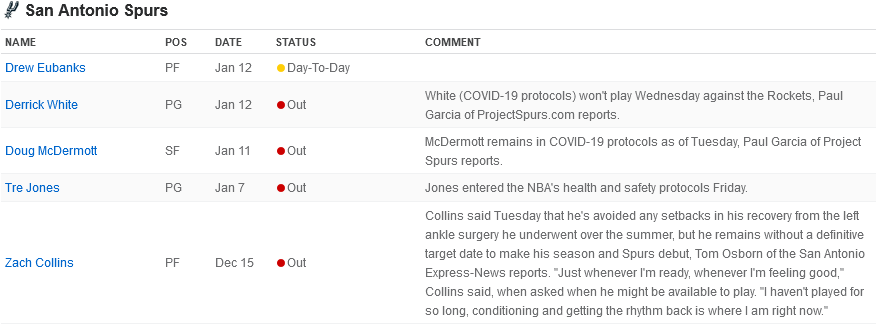 San Antonio Spurs
NAME POS DATE STATUS COMMENT
Drew Eubanks PF Jan 12 Day-To-Day
Derrick White PG Jan 12 Out White (COVID-19 protocols) won't play Wednesday against the Rockets, Paul
Garcia of ProjectSpurs.com reports.
Doug McDermott SF Jan 11 Out McDermott remains in COVID-19 protocols as of Tuesday, Paul Garcia of Project
Spurs reports.
Tre Jones PG Jan 7 Out Jones entered the NBA's health and safety protocols Friday.
Zach Collins PF Dec 15 Out Collins said Tuesday that he's avoided any setbacks in his recovery from the left
ankle surgery he underwent over the summer, but he remains without a definitive
target date to make his season and Spurs debut, Tom Osborn of the San Antonio
Express-News reports. "Just whenever I'm ready, whenever I'm feeling good,"
Collins said, when asked when he might be available to play. "I haven't played for
so long, conditioning and getting the rhythm back is where I am right now."